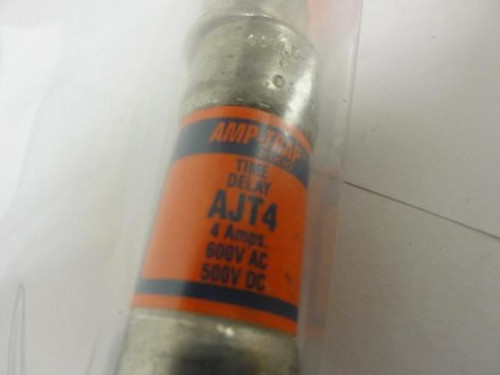 AMP-TRAP
TIME
DELAY
AJT4
4 Amps.
600V AC
500V DC